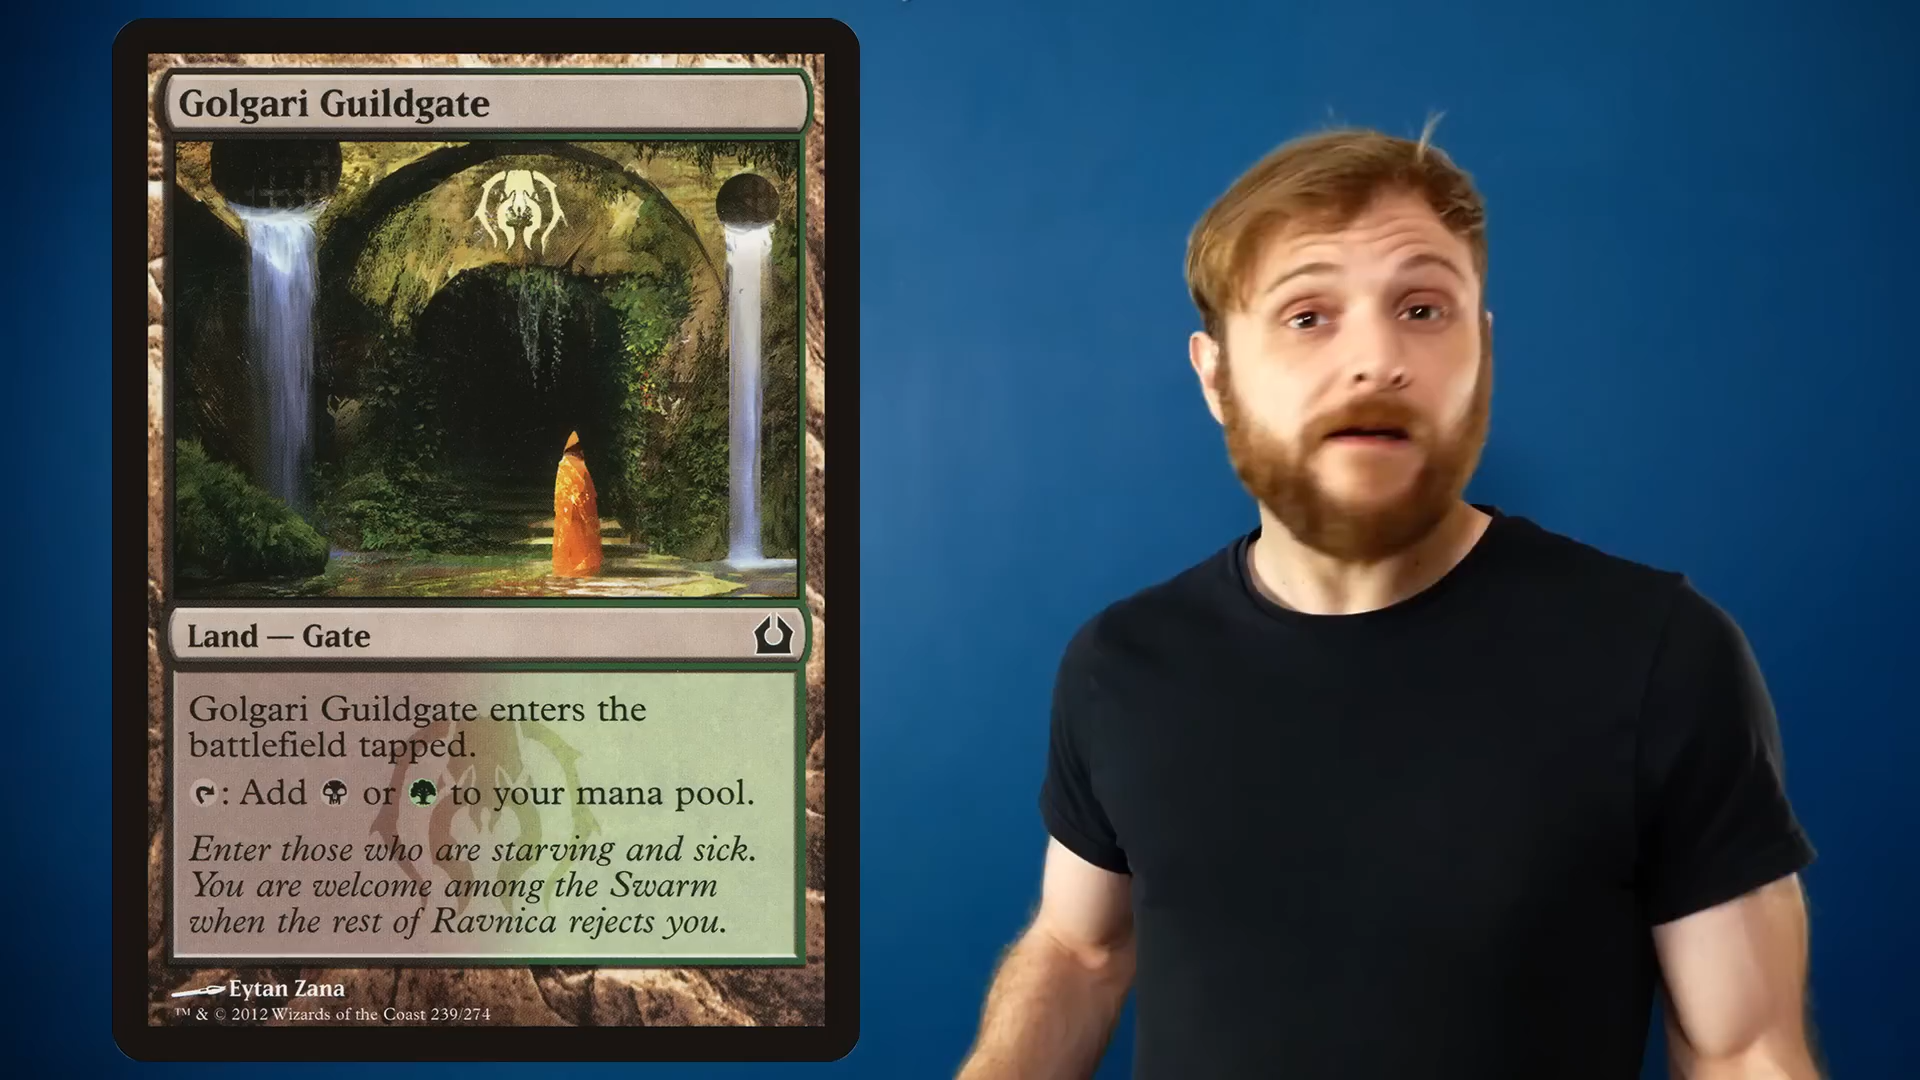 Golgari Guildgate
Land — Gate
Golgari Guildgate enters the
battlefield tapped.
: Add or to your mana pool.
Enter those who are starving and sick.
You are welcome among the Swarm
when the rest of Ravnica rejects you.
Eytan Zana
™ & © 2012 Wizards of the Coast 239/274